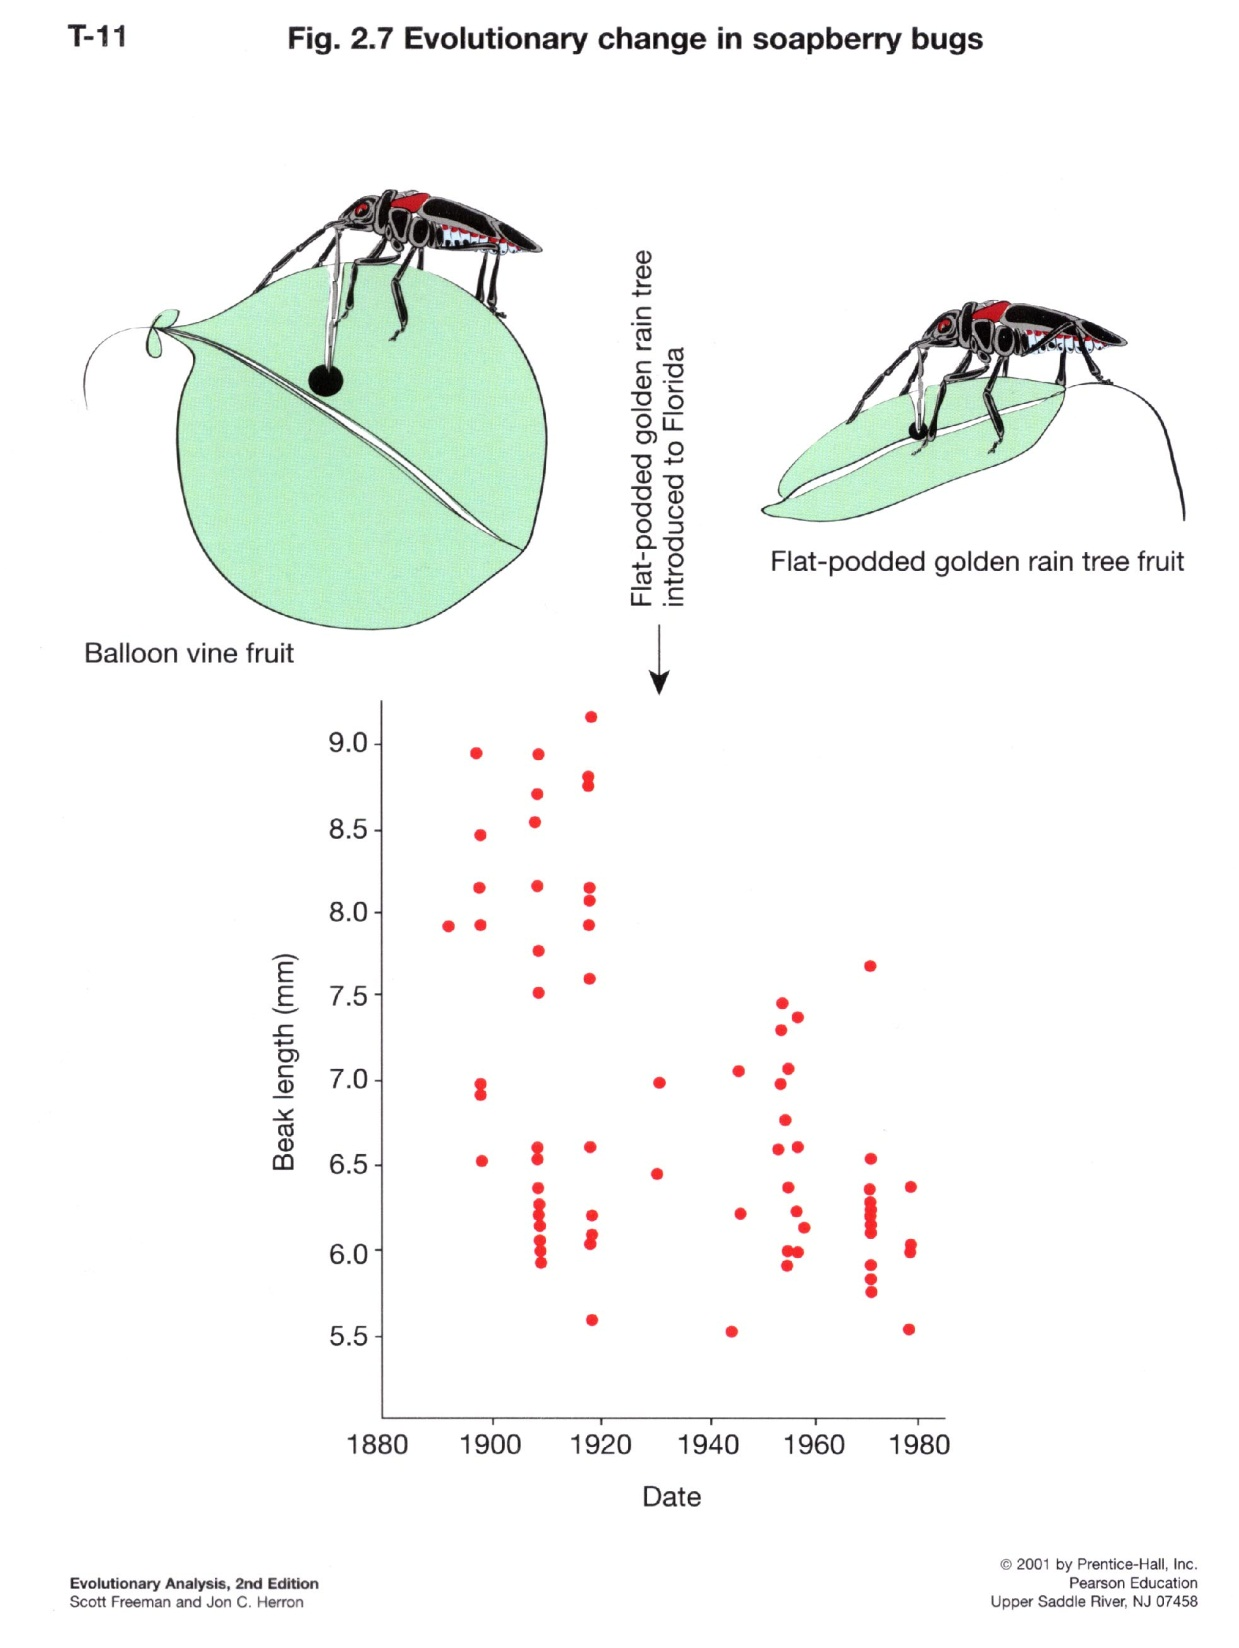 T-11
Fig. 2.7 Evolutionary change in soapberry bugs
Flat-podded golden rain tree
introduced to Florida
Flat-podded golden rain tree fruit
Balloon vine fruit
9.0
8.5
8.0
7.5
7.0
6.5
6.0
5.5
Beak length (mm)
1880 1900 1920 1940 1960 1980
Date
Evolutionary Analysis, 2nd Edition
Scott Freeman and Jon C. Herron
© 2001 by Prentice-Hall, Inc.
Pearson Education
Upper Saddle River, NJ 07458